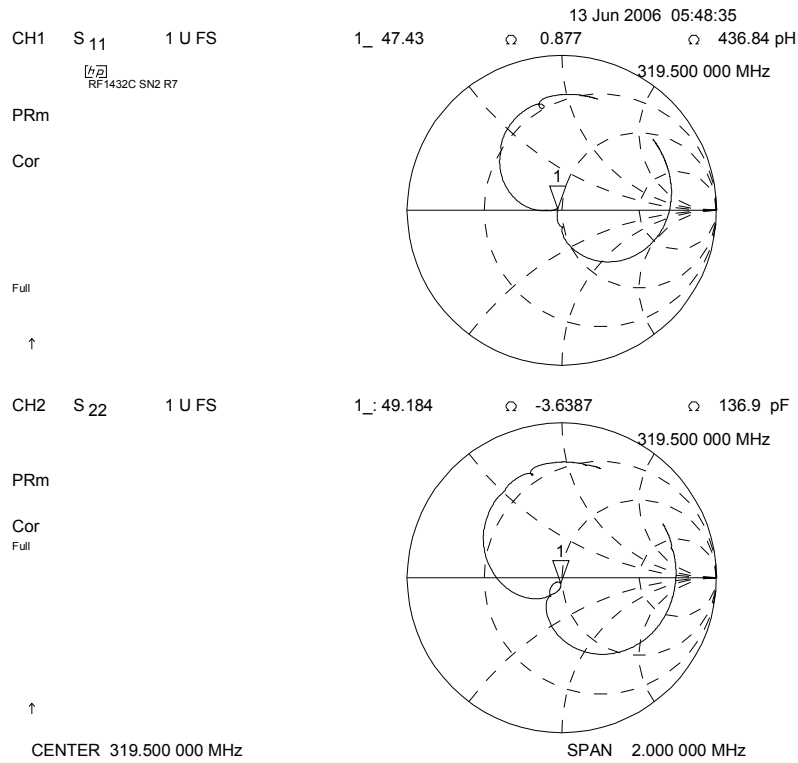 13 Jun 2006 05:48:35
CH1 S 11 1 U FS 1_ 47.43 Ω 0.877 Ω 436.84 pH
hp
319.500 000 MHz
RF1432C SN2 R7
PRm
Cor
1
Full
↑
CH2 S 22 1 U FS 1_: 49.184 Ω -3.6387 Ω 136.9 pF
319.500 000 MHz
PRm
Cor
Full
1
↑
CENTER 319.500 000 MHz SPAN 2.000 000 MHz